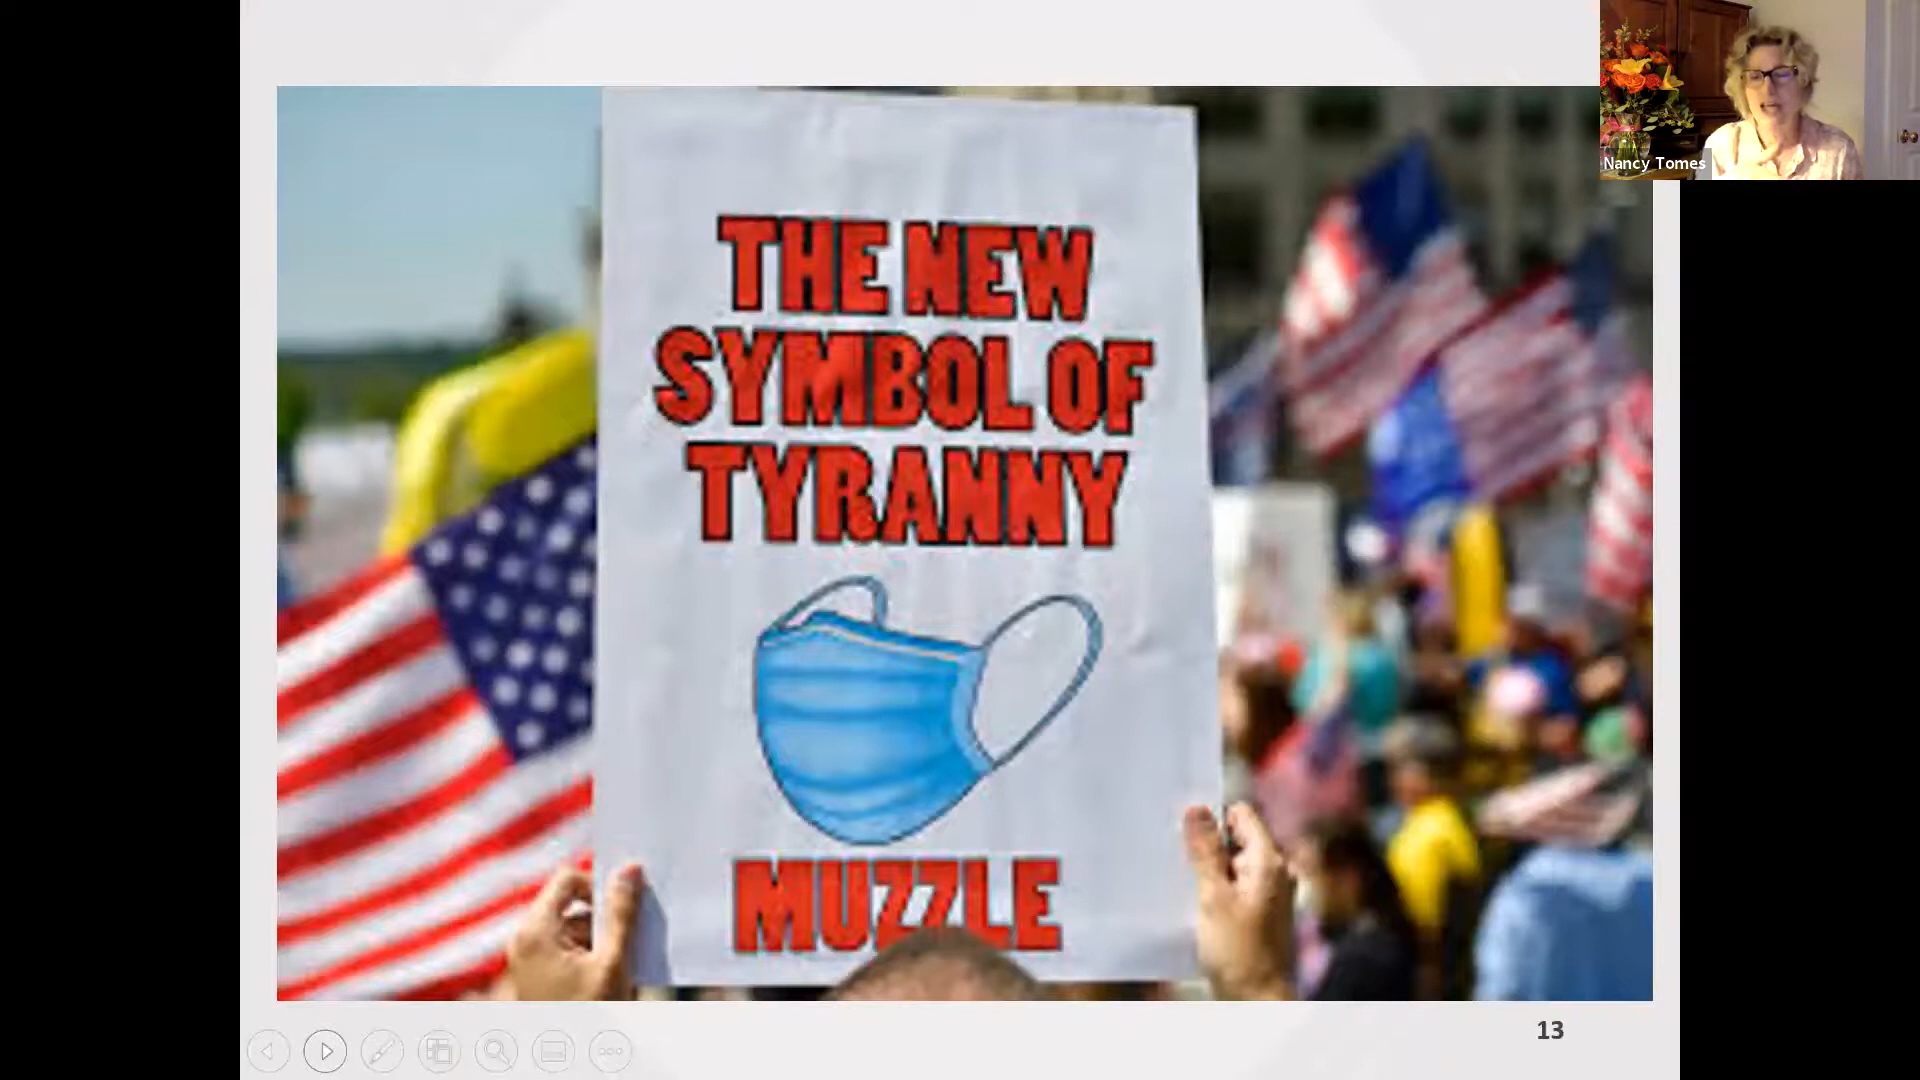 Nancy Tomes
THE NEW
SYMBOL OF
TYRANNY
MUZZLE
13